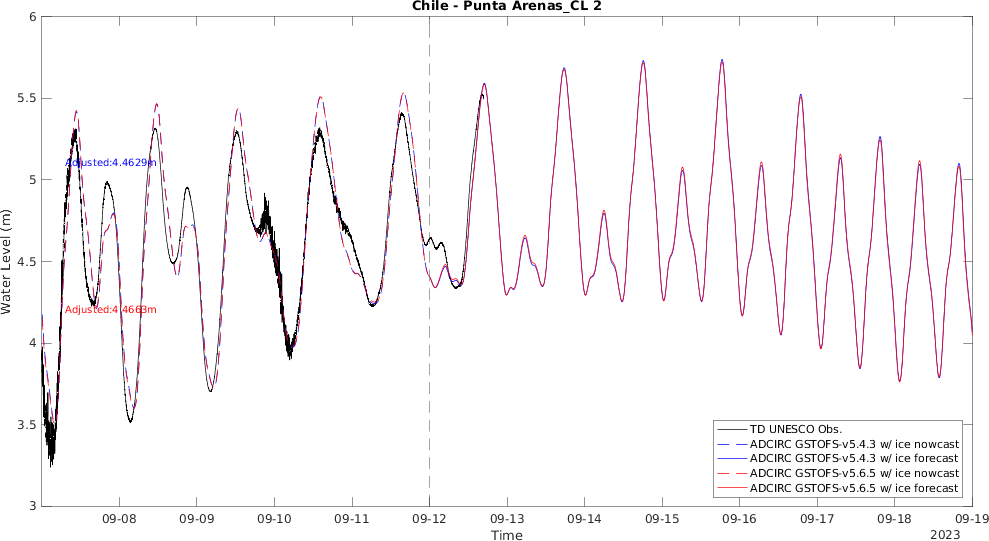 Chile - Punta Arenas_CL 2
6
5.5
5
4.5
4
3.5
3
Water Level (m)
Adjusted:4.4629m
Adjusted:4.4663m
TD UNESCO Obs.
ADCIRC GSTOFS-v5.4.3 w/ ice nowcast
ADCIRC GSTOFS-v5.4.3 w/ ice forecast
ADCIRC GSTOFS-v5.6.5 w/ ice nowcast
ADCIRC GSTOFS-v5.6.5 w/ ice forecast
09-08 09-09 09-10 09-11 09-12 09-13 09-14 09-15 09-16 09-17 09-18 09-19
Time
2023